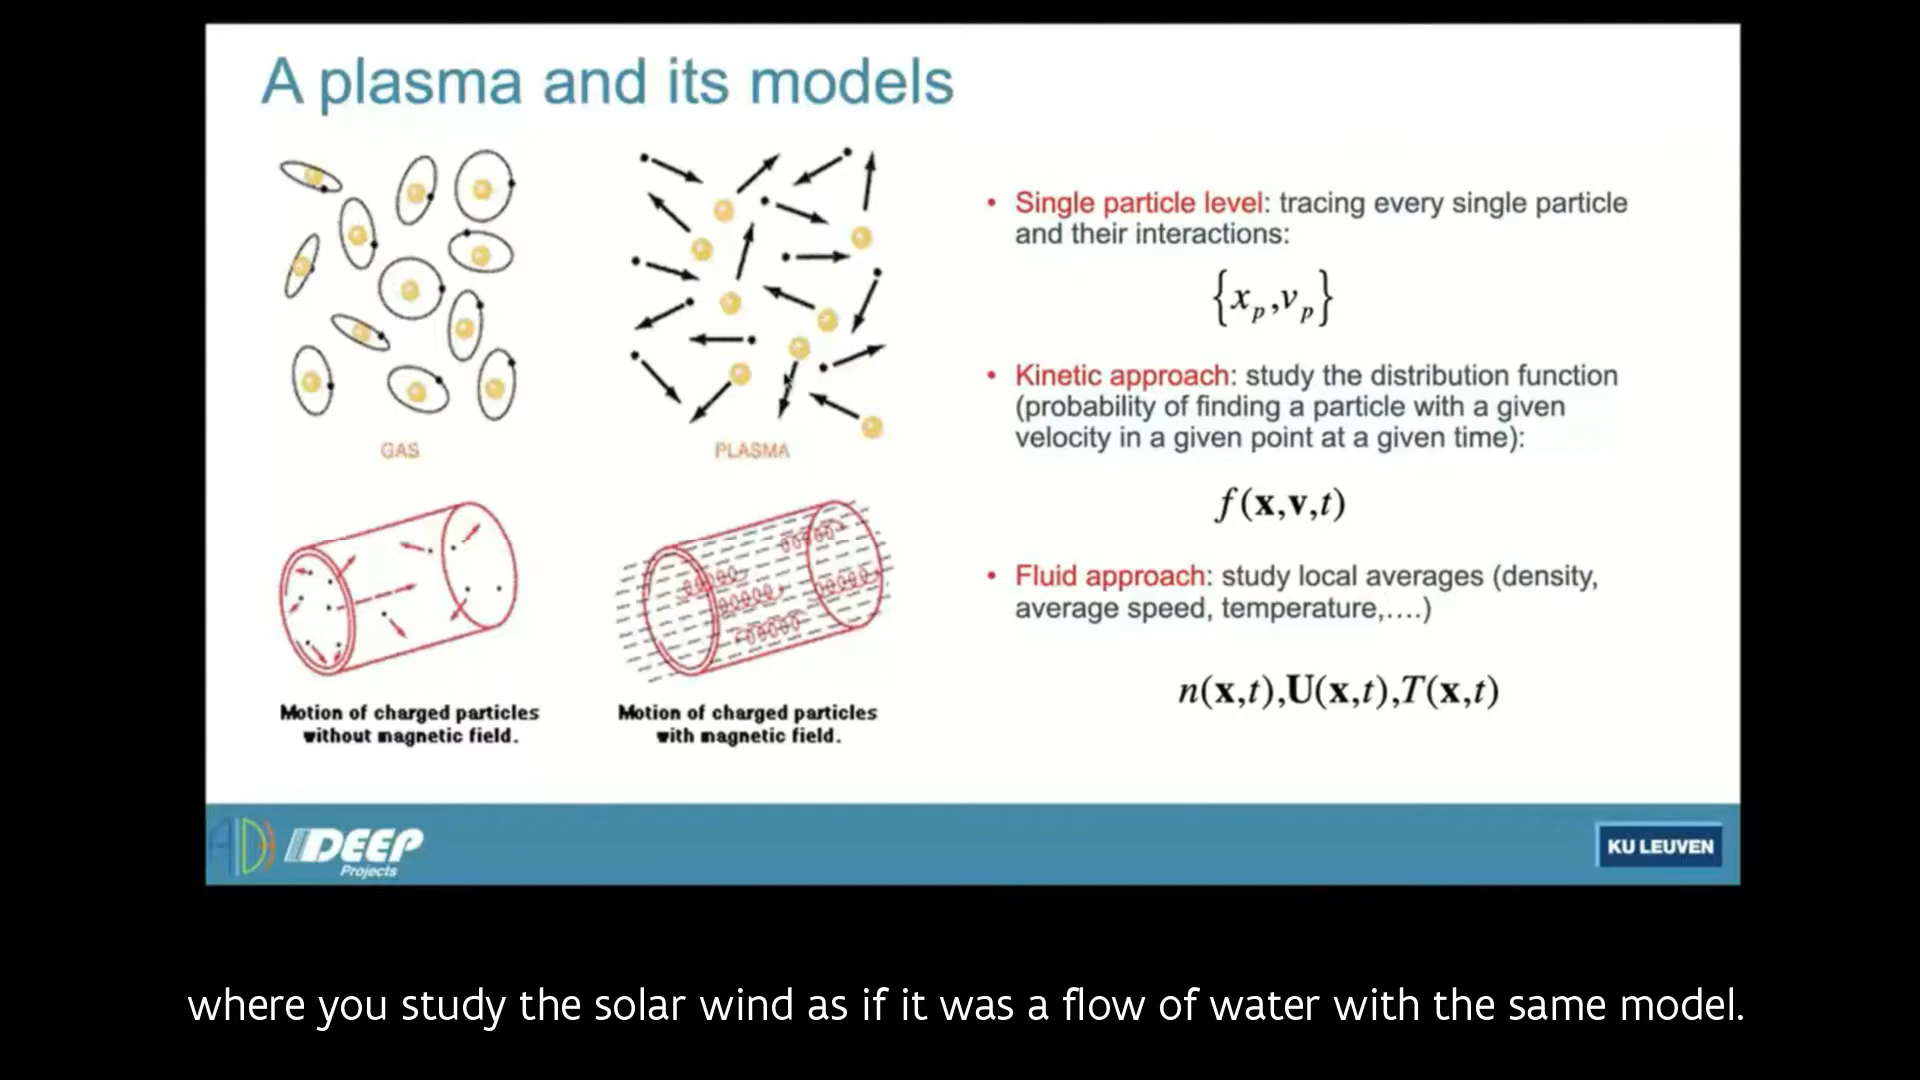 A plasma and its models
GAS
PLASMA
Motion of charged particles
without magnetic field.
Motion of charged particles
with magnetic field.
• Single particle level: tracing every single particle
and their interactions:
{x_p,v_p}
• Kinetic approach: study the distribution function
(probability of finding a particle with a given
velocity in a given point at a given time):
f(x,v,t)
• Fluid approach: study local averages (density,
average speed, temperature,....)
n(x,t),U(x,t),T(x,t)
DEEP
Projects
KU LEUVEN
where you study the solar wind as if it was a flow of water with the same model.